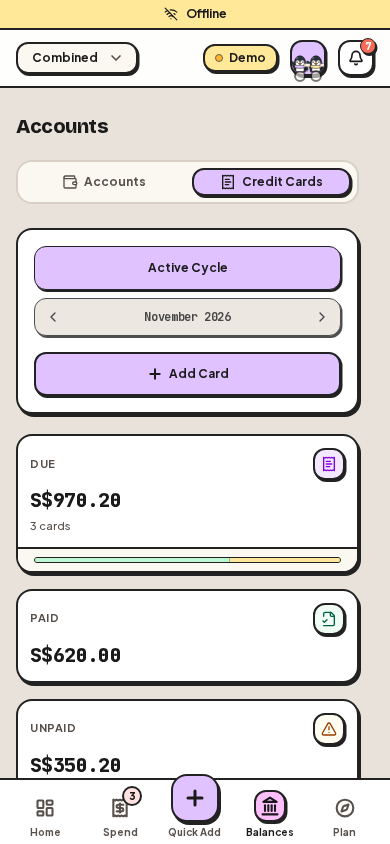 Offline
Combined
Demo
7
Accounts
Accounts
Credit Cards
Active Cycle
November 2026
Add Card
DUE
S$970.20
3 cards
PAID
S$620.00
UNPAID
S$350.20
3
Home
Spend
Quick Add
Balances
Plan